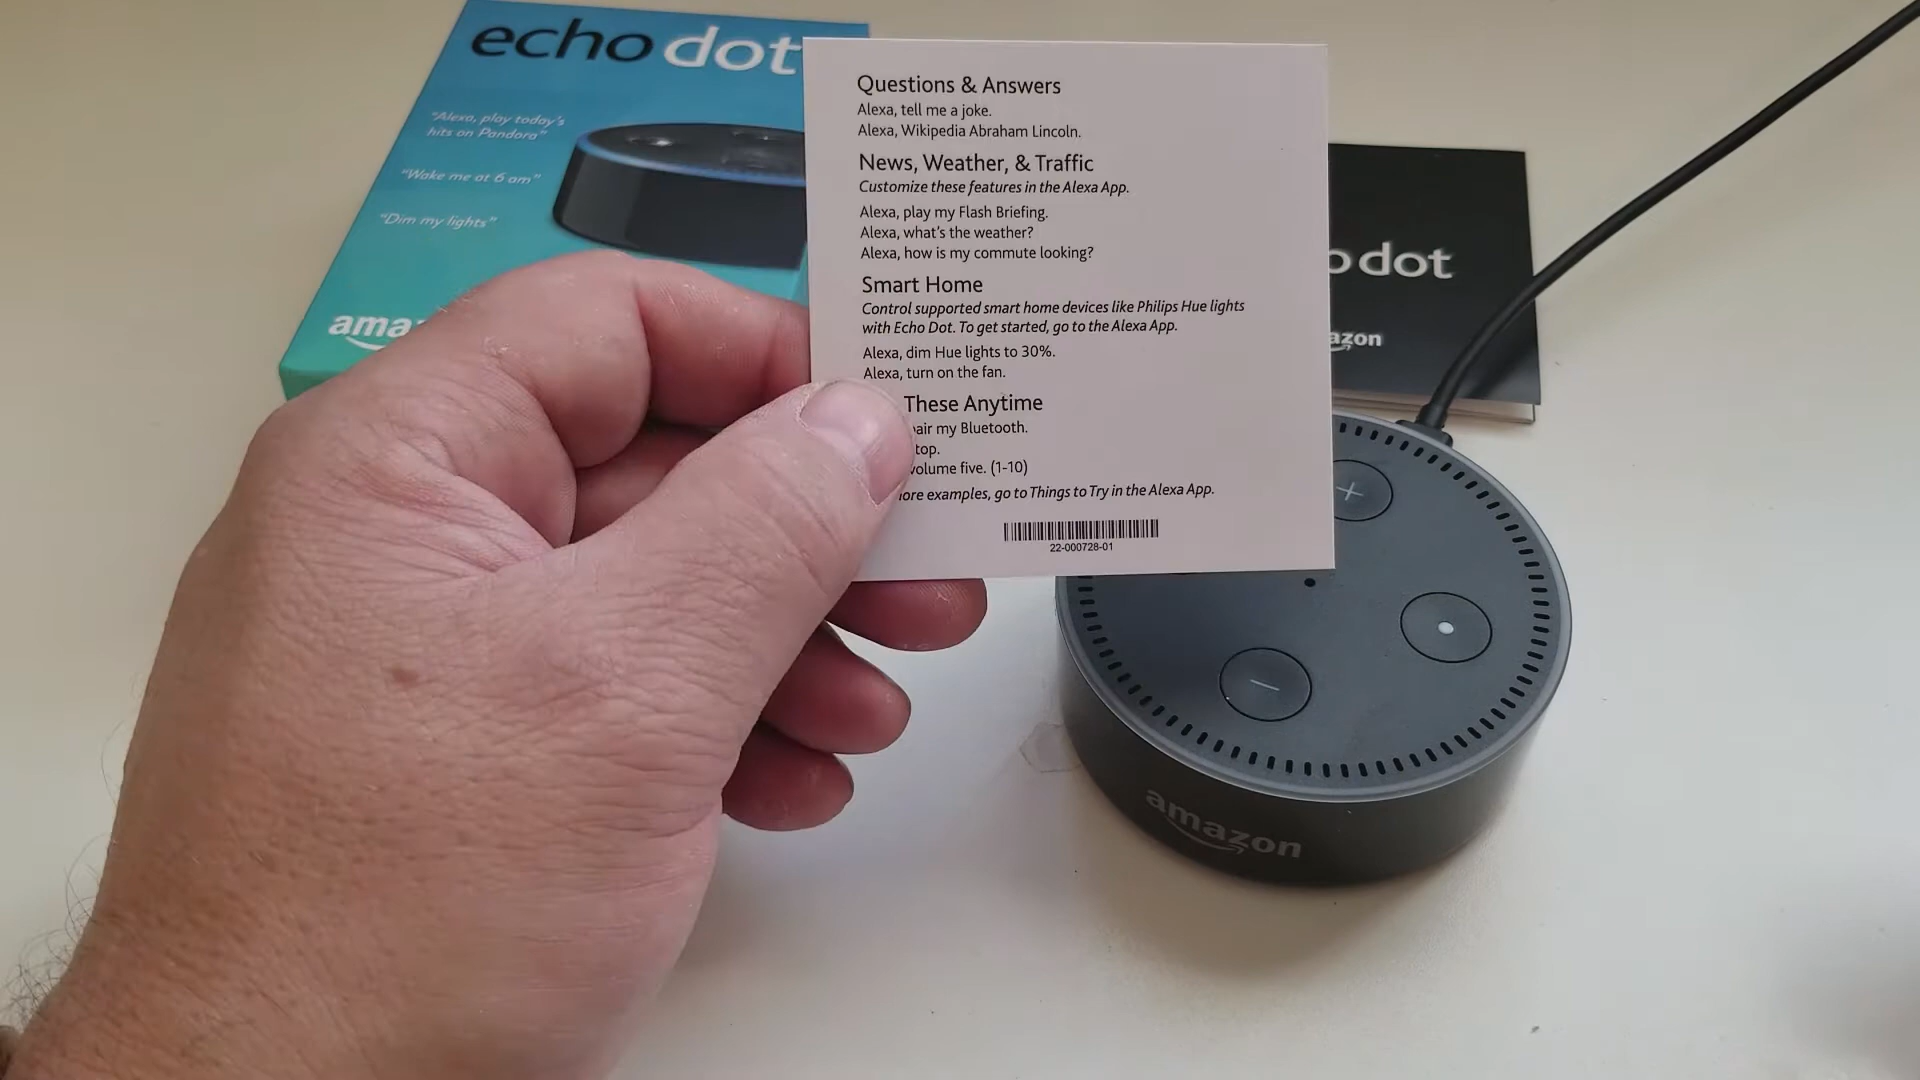 echo dot
"Alexa, play today's
hits on Pandora"
"Wake me at 6 am"
"Dim my lights"
Questions & Answers
Alexa, tell me a joke.
Alexa, Wikipedia Abraham Lincoln.
News, Weather, & Traffic
Customize these features in the Alexa App.
Alexa, play my Flash Briefing.
Alexa, what's the weather?
Alexa, how is my commute looking?
Smart Home
Control supported smart home devices like Philips Hue lights
with Echo Dot. To get started, go to the Alexa App.
Alexa, dim Hue lights to 30%.
Alexa, turn on the fan.
These Anytime
my Bluetooth.
volume five. (1-10)
examples, go to Things to Try in the Alexa App.
22-000728-01
dot
amazon